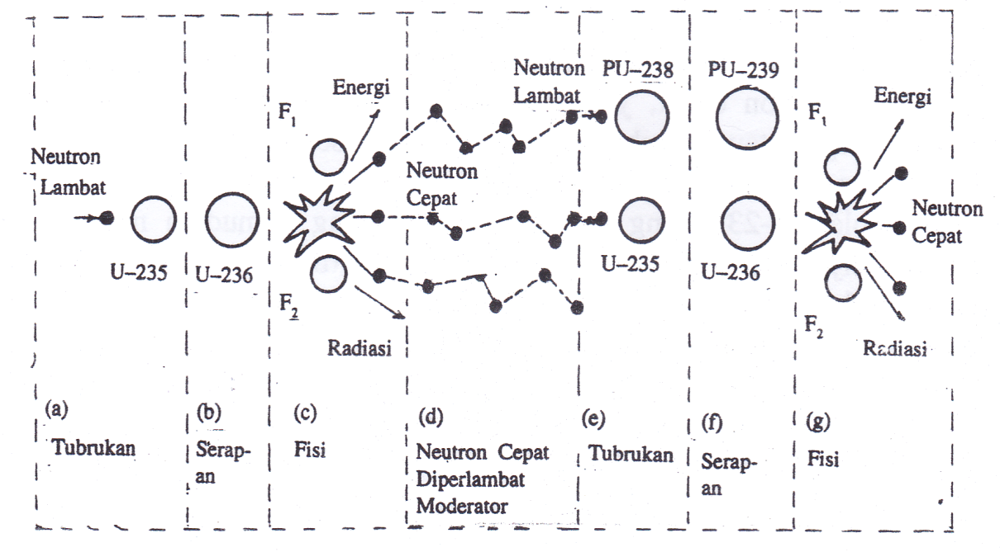 Neutron
Lambat
U–235
(a)
Tubrukan
U–236
(b)
Serap-
an
F₁
Energi
F₂
Radiasi
(c)
Fisi
Neutron
Cepat
(d)
Neutron Cepat
Diperlambat
Moderator
Neutron
Lambat
PU–238
U–235
(e)
Tubrukan
PU–239
U–236
(f)
Serap-
an
F₁
Energi
Neutron
Cepat
F₂
Radiasi
(g)
Fisi